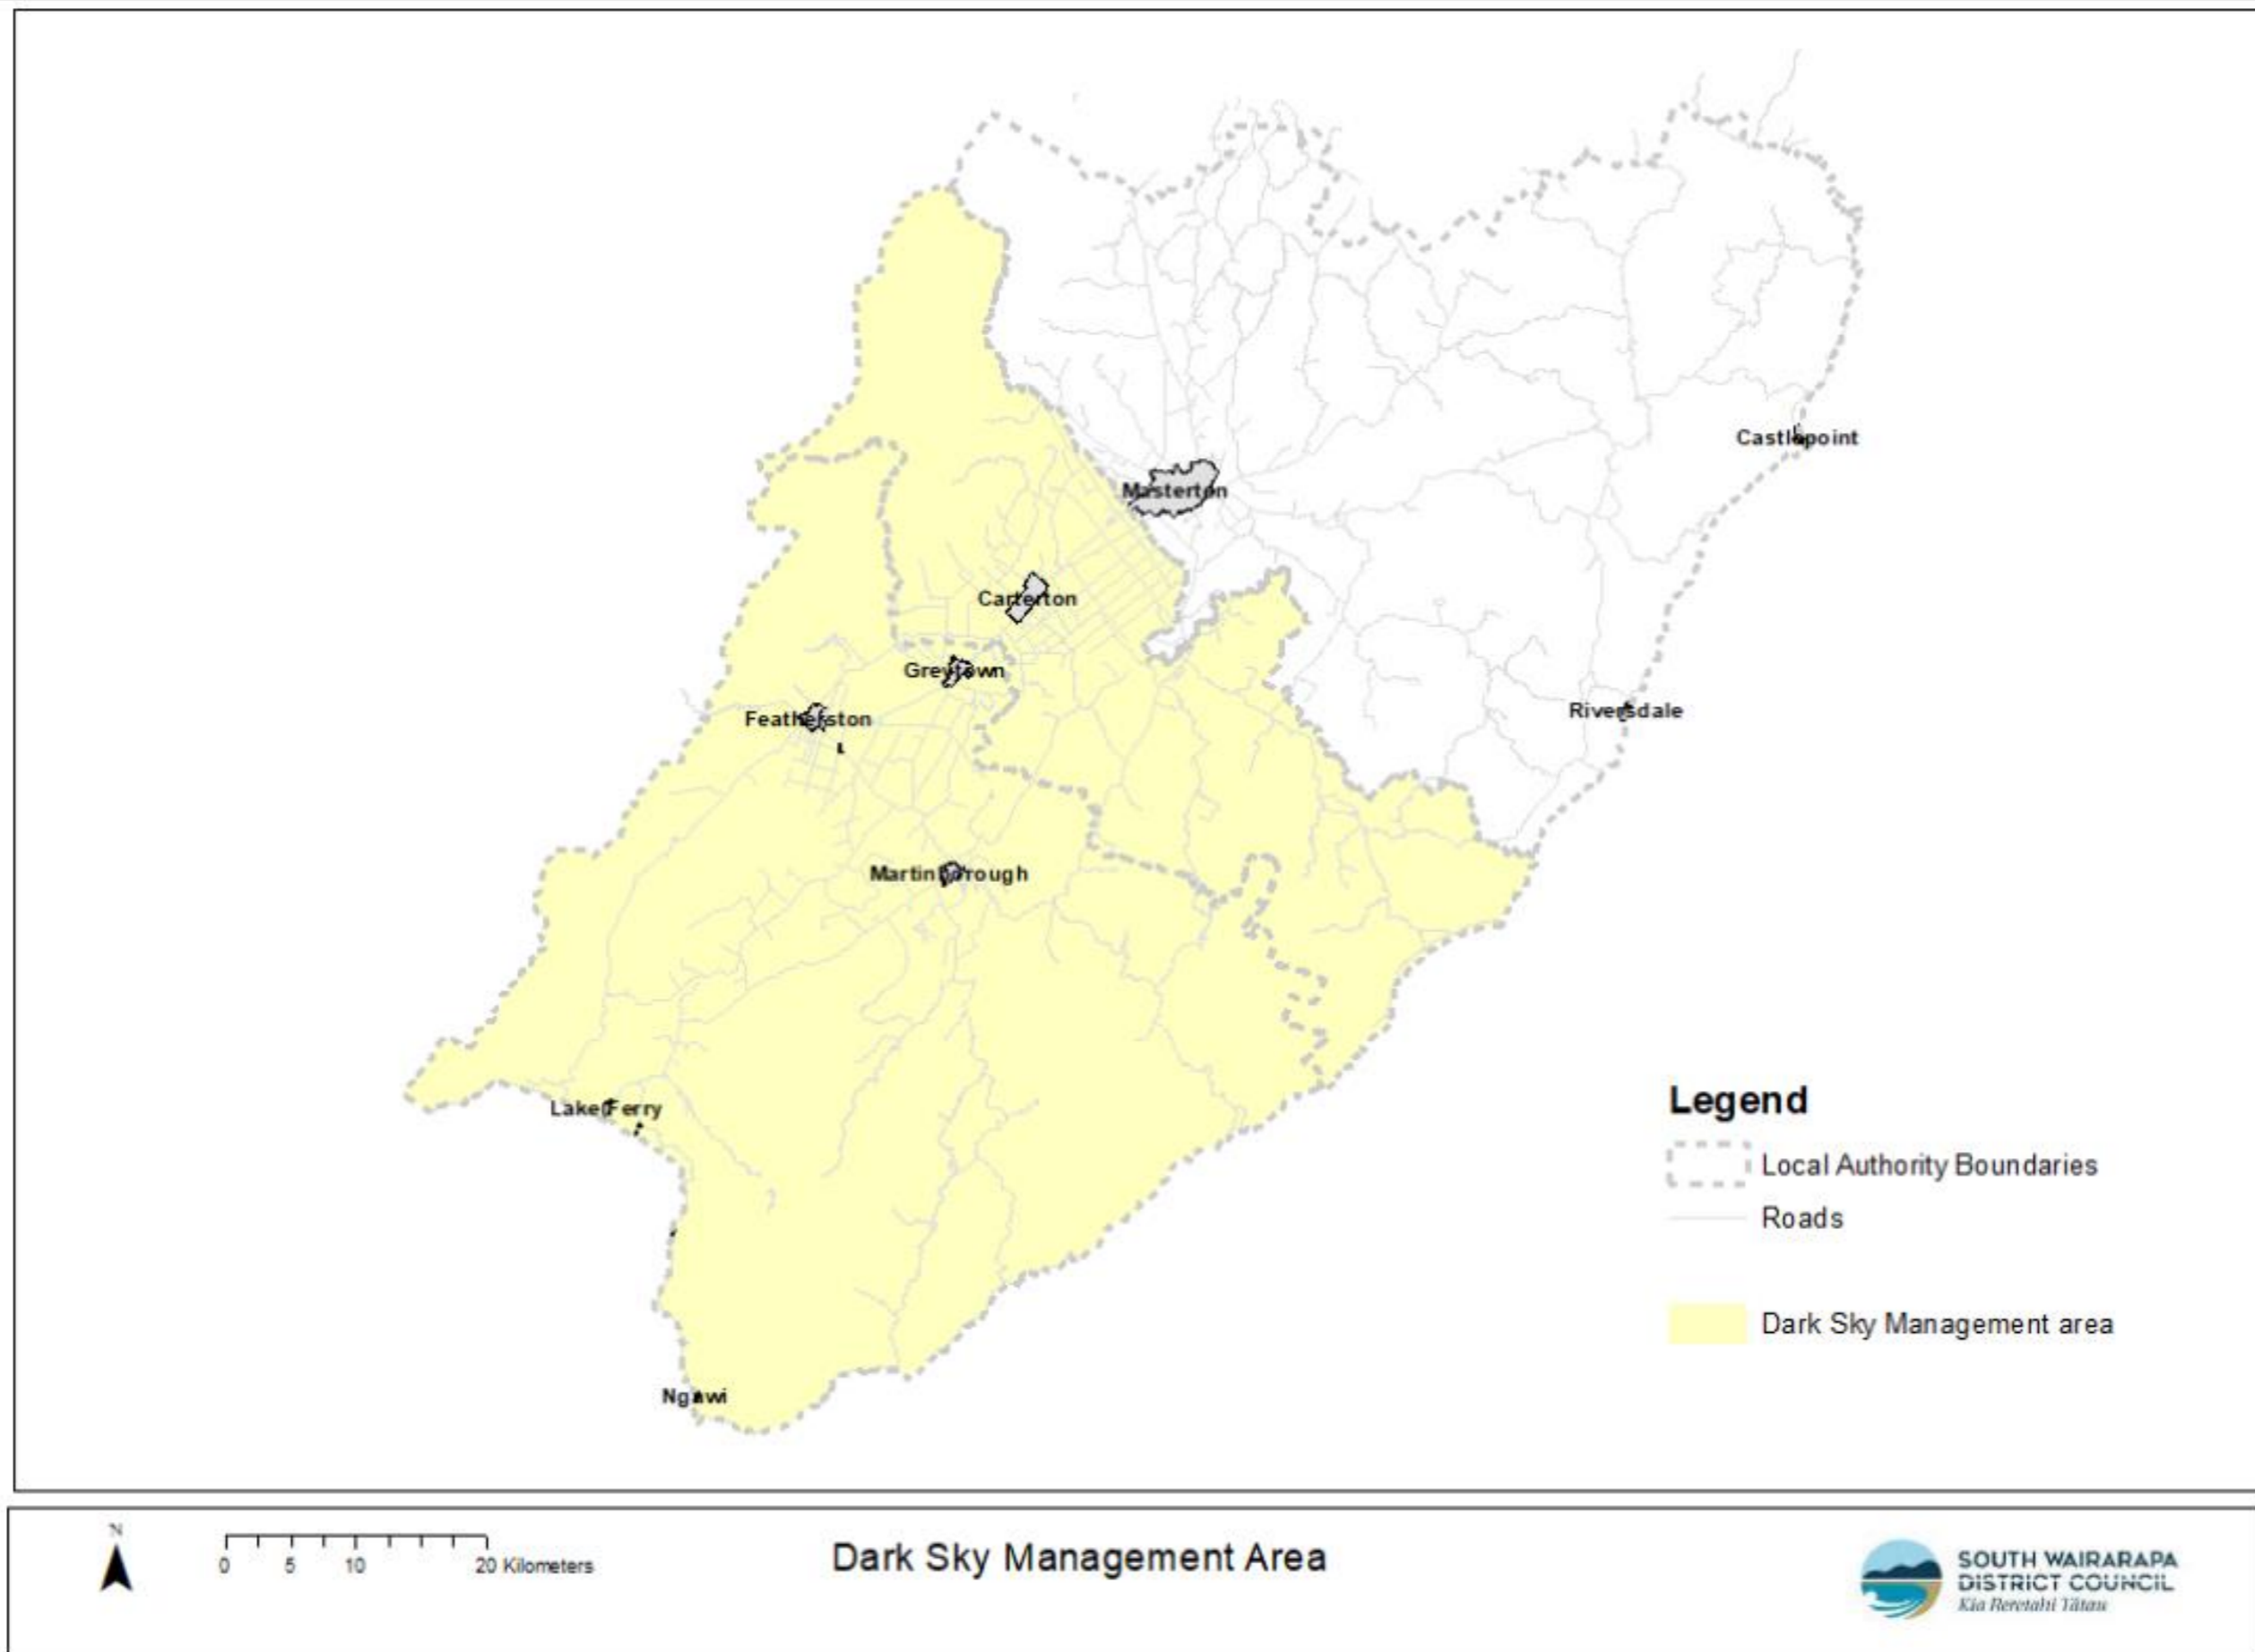 Castlepoint
Masterton
Carterton
Greytown
Featherston
Riversdale
Martinborough
Lake Ferry
Ngawi
Legend
Local Authority Boundaries
Roads
Dark Sky Management area
N
0 5 10 20 Kilometers
Dark Sky Management Area
SOUTH WAIRARAPA
DISTRICT COUNCIL
Kia Reretahi Tātau